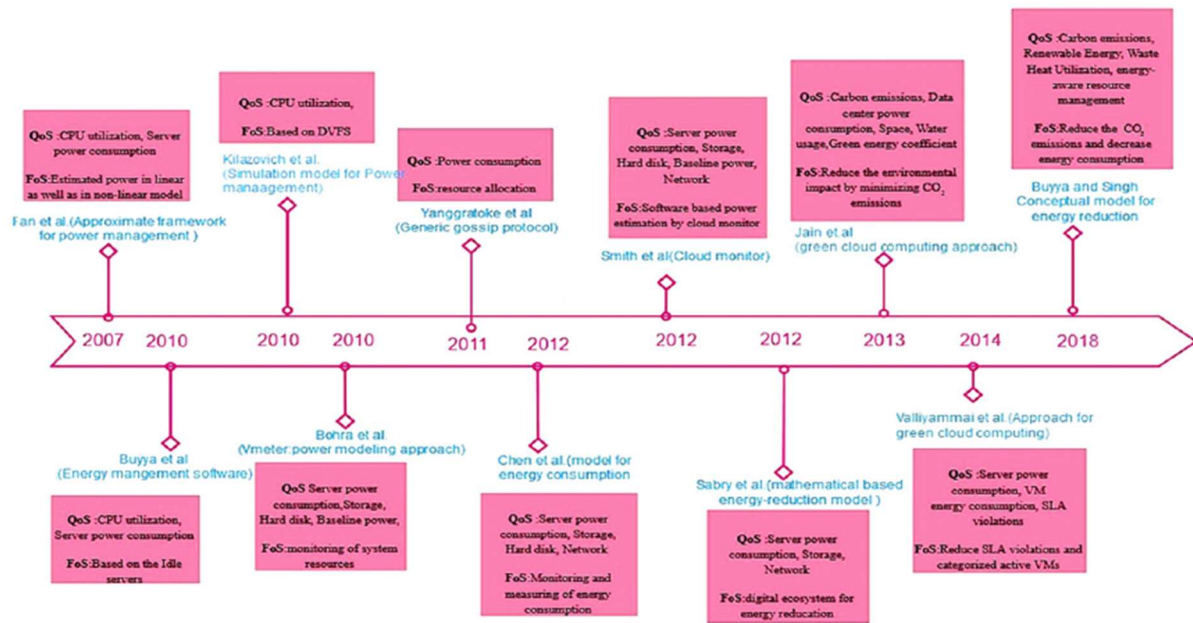 QoS :CPU utilization, Server
power consumption
FoS:Estimated power in linear
as well as in non-linear model
Fan et al.(Approximate framework
for power management )
QoS :CPU utilization,
FoS:Based on DVFS
Kilazovich et al.
(Simulation model for Power
manaagement)
QoS :Power consumption
FoS:resource allocation
Yanggratoke et al
(Generic gossip protocol)
QoS :Server power
consumption, Storage,
Hard disk, Baseline power,
Network
FoS:Software based power
estimation by cloud monitor
Smith et al(Cloud monitor)
QoS :Carbon emissions, Data
center power
consumption, Space, Water
usage,Green energy coefficient
FoS:Reduce the environmental
impact by minimizing CO2
emissions
Jain et al
(green cloud computing approach)
QoS :Carbon emissions,
Renewable Energy, Waste
Heat Utilization, energy-
aware resource
management
FoS:Reduce the CO2
emissions and decrease
energy consumption
Buyya and Singh
Conceptual model for
energy reduction
2007 2010 2010 2010 2011 2012 2012 2012 2013 2014 2018
Buyya et al
(Energy mangement software)
QoS :CPU utilization,
Server power consumption
FoS:Based on the Idle
servers
Bohra et al.
(Vmeter:power modeling approach)
QoS Server power
consumption,Storage,
Hard disk, Baseline power,
FoS:monitoring of system
resources
Chen et al.(model for
energy consumption
QoS :Server power
consumption, Storage,
Hard disk, Network
FoS:Monitoring and
measuring of energy
consumption
Sabry et al.(mathematical based
energy-reduction model )
QoS :Server power
consumption, Storage,
Network
FoS:digital ecosystem for
energy reducation
Valliyammai et al.(Approach for
green cloud computing)
QoS :Server power
consumption, VM
energy consumption, SLA
violations
FoS:Reduce SLA violations and
categorized active VMs